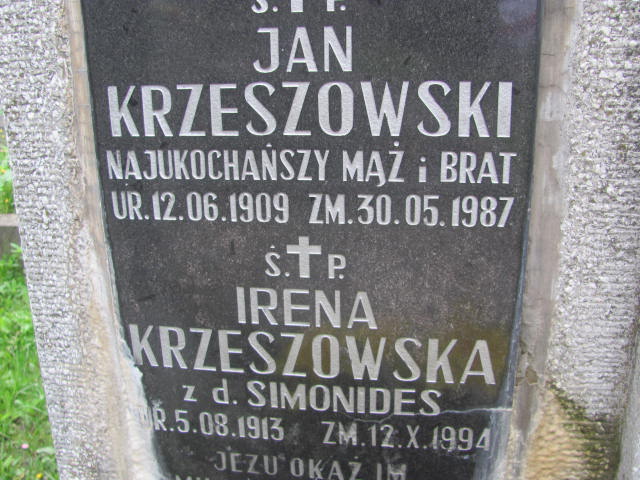 Ś. P.
JAN
KRZESZOWSKI
NAJUKOCHAŃSZY MĄŻ i BRAT
UR.12.06.1909 ZM.30.05.1987
Ś. P.
IRENA
KRZESZOWSKA
z d. SIMONIDES
UR.5.08.1913 ZM.12.X.1994
JEZU OKAŻ IM